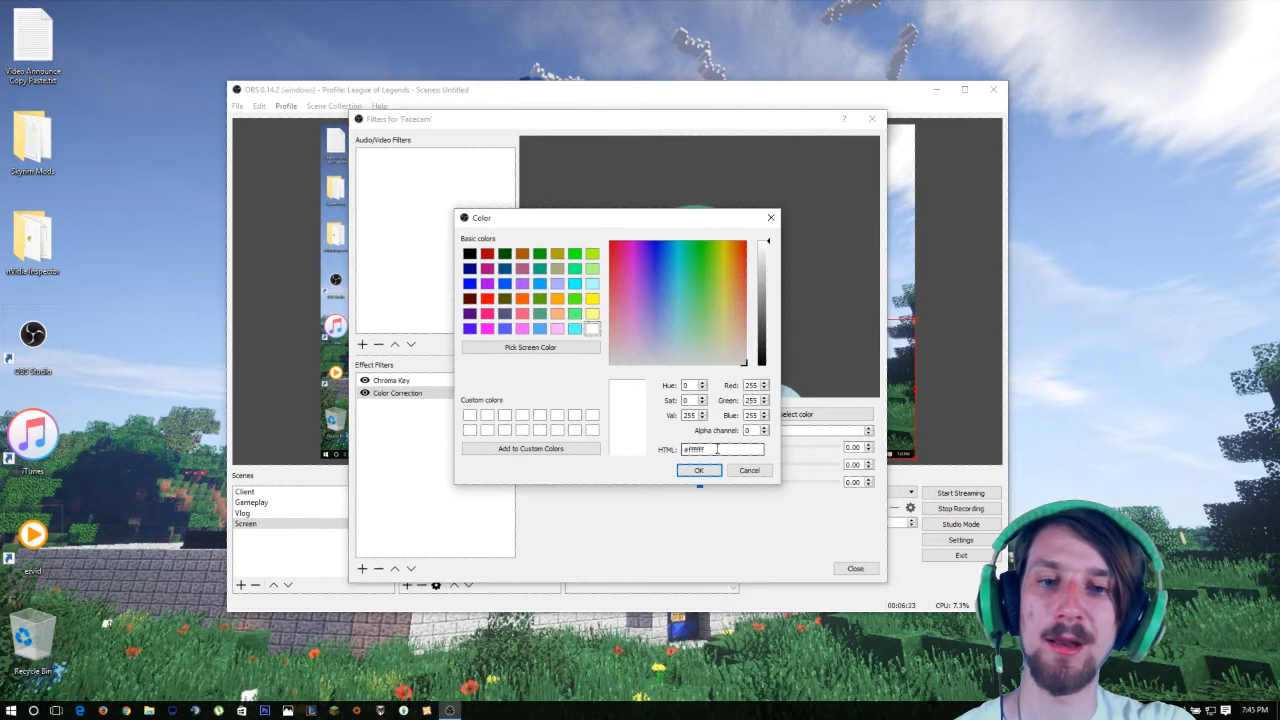 Video Announce
Copy Paste.txt
Skyrim Mods
nVidia Inspector
OBS Studio
iTunes
ezvid
Recycle Bin
OBS 0.14.2 (windows) - Profile: League of Legends - Scenes: Untitled
File Edit Profile Scene Collection Help
Filters for 'Facecam'
?
Audio/Video Filters
Effect Filters
Chroma Key
Color Correction
Color
Basic colors
Pick Screen Color
Custom colors
Add to Custom Colors
Hue: 0 Red: 255
Sat: 0 Green: 255
Val: 255 Blue: 255
Alpha channel: 0
HTML: #ffffff
OK Cancel
Select color
0.00
0.00
0.00
Close
Scenes
Client
Gameplay
Vlog
Screen
Start Streaming
Stop Recording
Studio Mode
Settings
Exit
00:06:23 CPU: 7.3%
7:45 PM